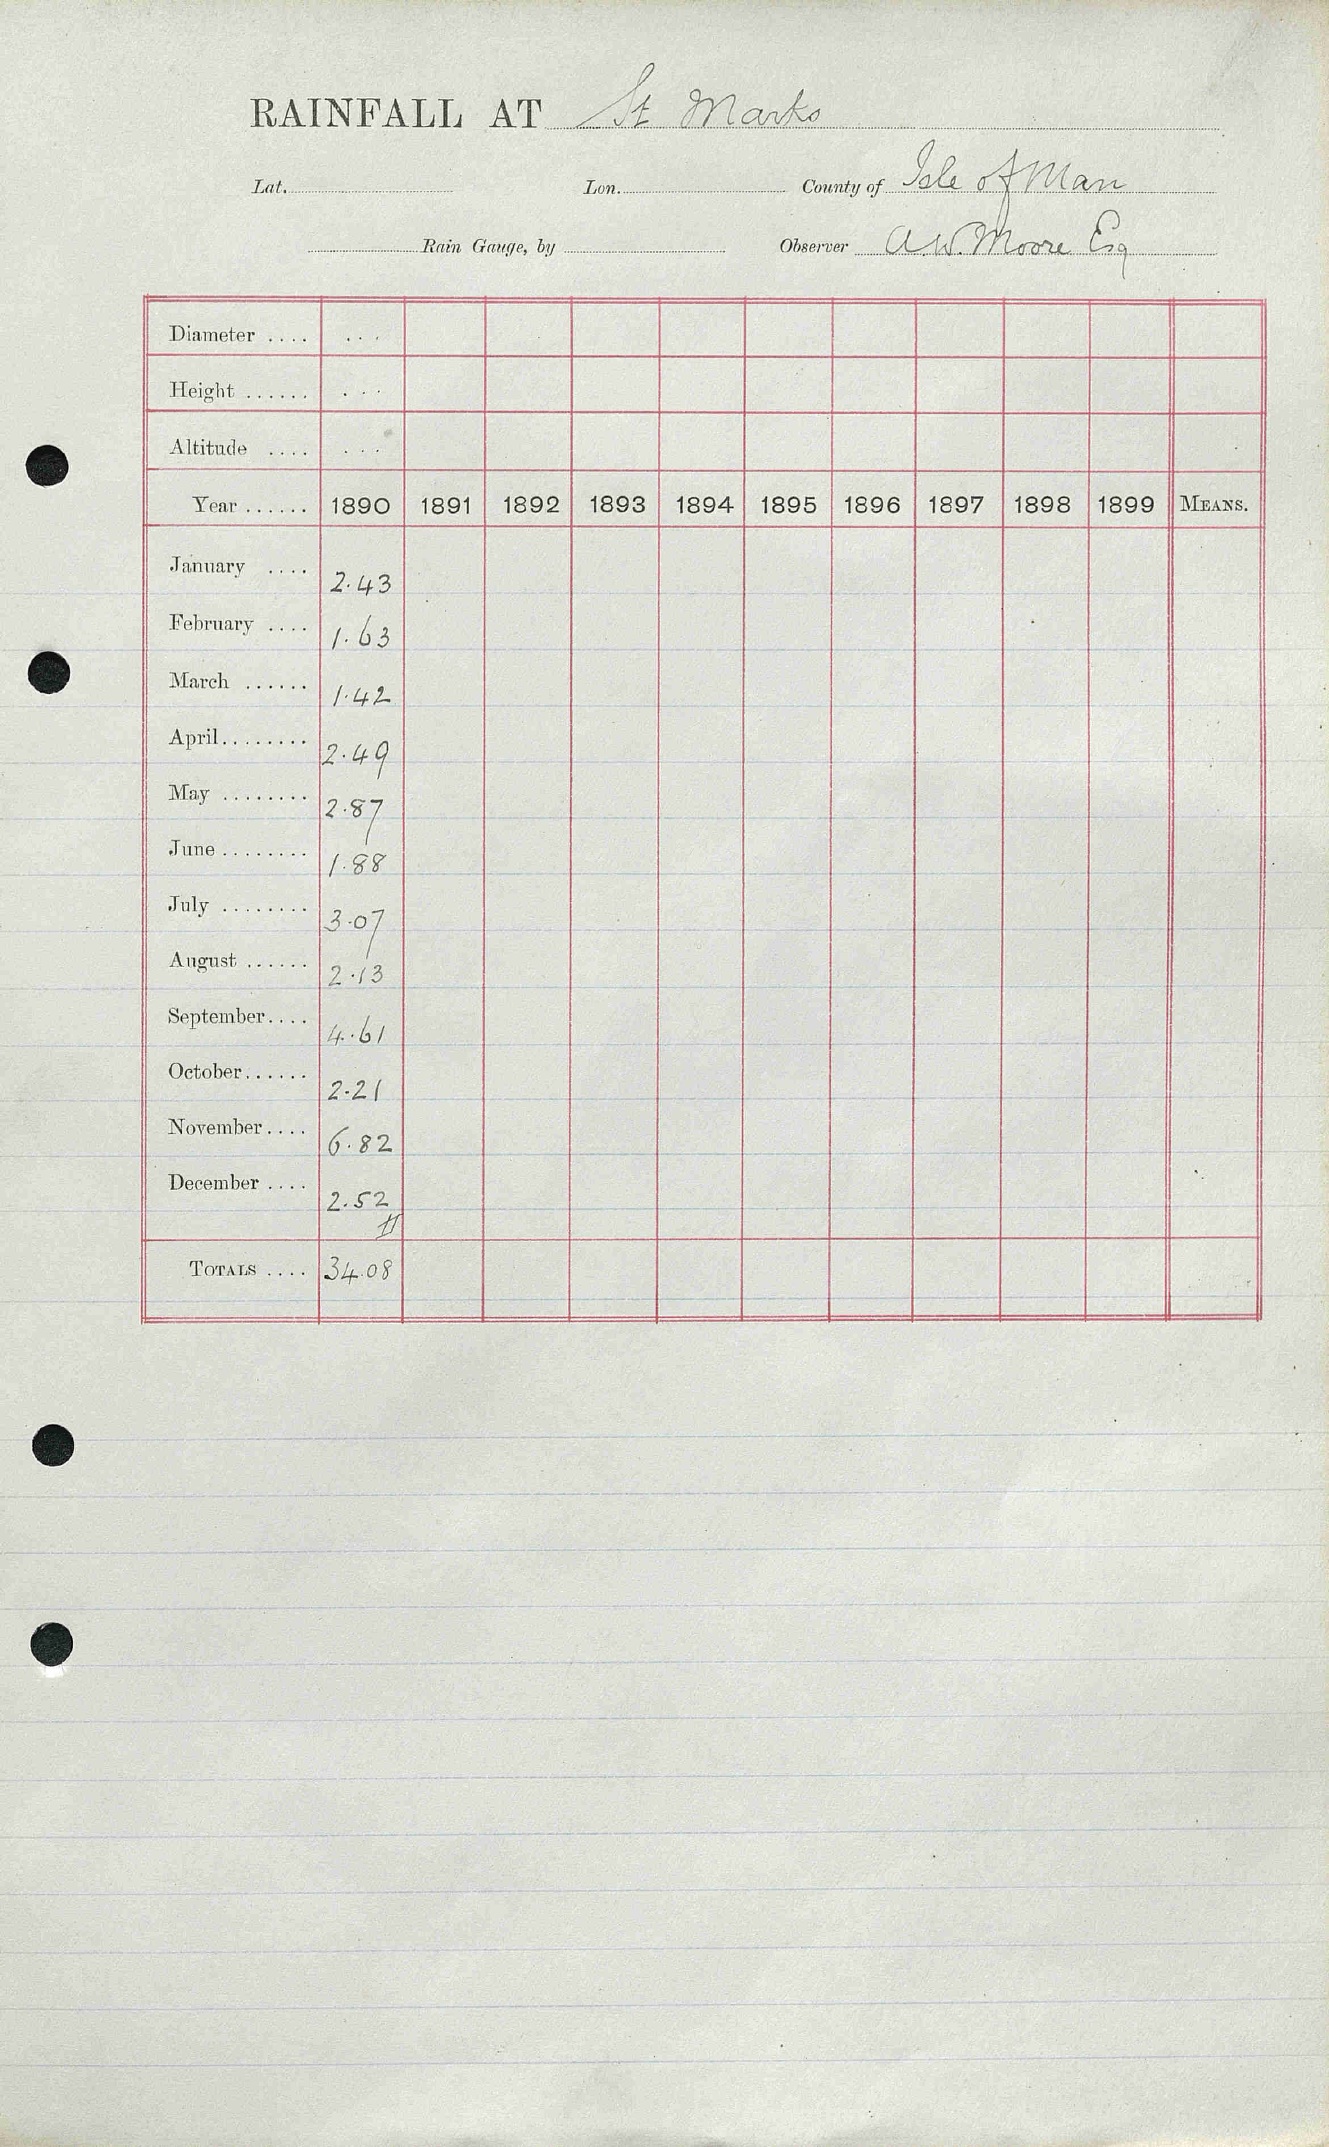 RAINFALL AT St Marks
Lat. Lon. County of Isle of Man
Rain Gauge, by Observer A.W. Moore Esq
Diameter .... ...
Height ...... ...
Altitude .... ...
Year ...... 1890 1891 1892 1893 1894 1895 1896 1897 1898 1899 MEANS.
January .... 2.43
February .... 1.63
March ...... 1.42
April........ 2.49
May ........ 2.87
June ........ 1.88
July ........ 3.07
August ...... 2.13
September.... 4.61
October...... 2.21
November.... 6.82
December .... 2.52
TOTALS .... 34.08